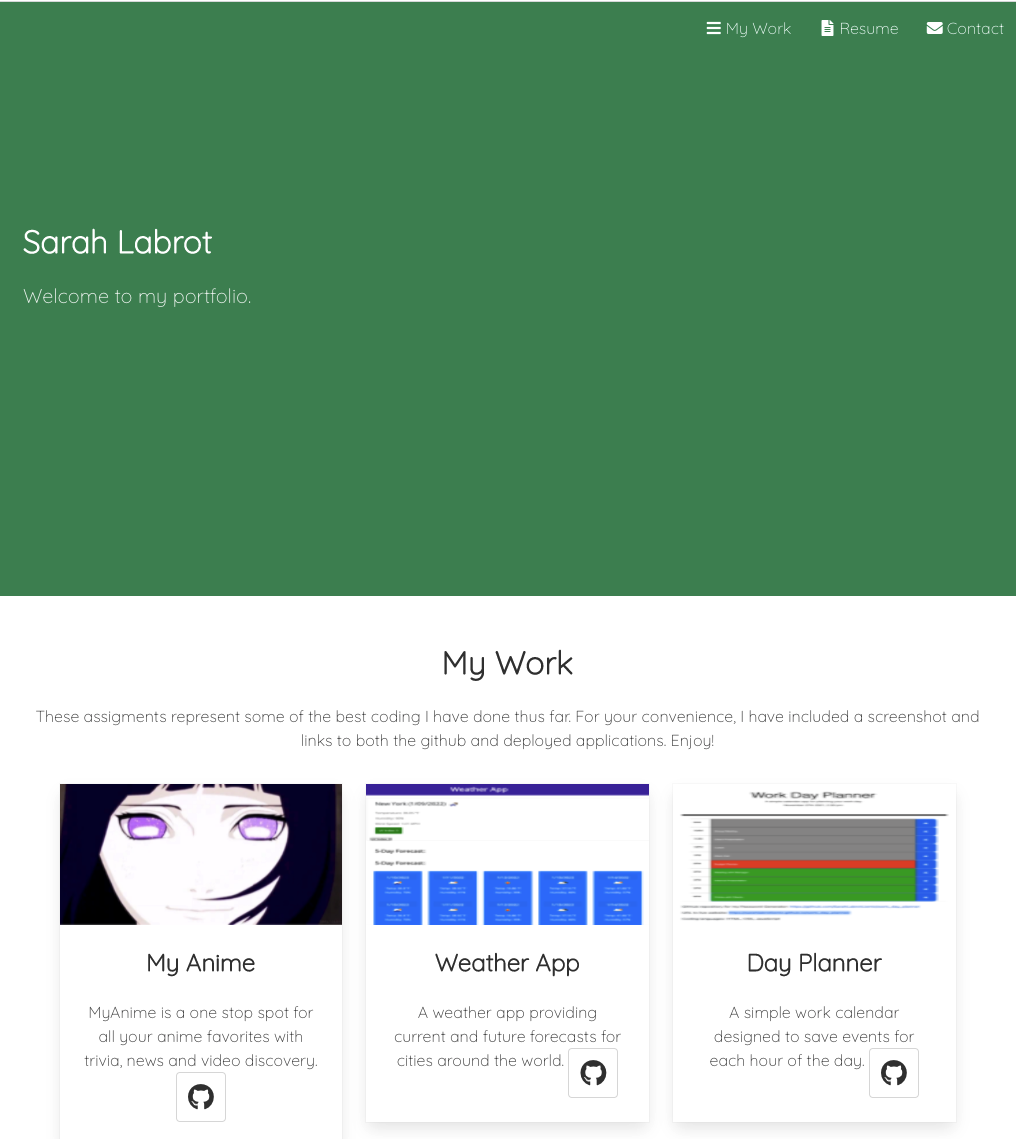 My Work Resume Contact
Sarah Labrot
Welcome to my portfolio.
My Work
These assigments represent some of the best coding I have done thus far. For your convenience, I have included a screenshot and
links to both the github and deployed applications. Enjoy!
Weather App
New York (1/09/2022)
5-Day Forecast:
5-Day Forecast:
Work Day Planner
My Anime
MyAnime is a one stop spot for
all your anime favorites with
trivia, news and video discovery.
Weather App
A weather app providing
current and future forecasts for
cities around the world.
Day Planner
A simple work calendar
designed to save events for
each hour of the day.